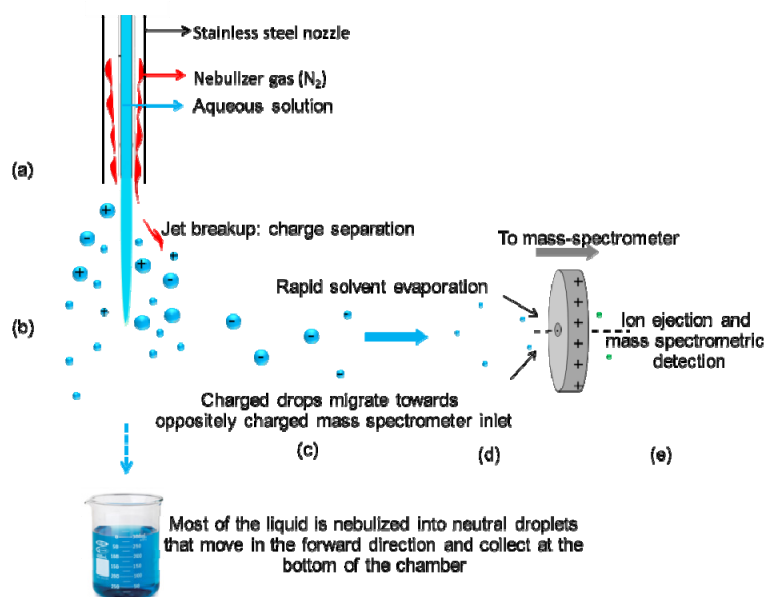 Stainless steel nozzle
Nebulizer gas (N₂)
Aqueous solution
(a)
Jet breakup: charge separation
To mass-spectrometer
Rapid solvent evaporation
(b)
Ion ejection and
mass spectrometric
detection
Charged drops migrate towards
oppositely charged mass spectrometer inlet
(c)
(d)
(e)
Most of the liquid is nebulized into neutral droplets
that move in the forward direction and collect at the
bottom of the chamber